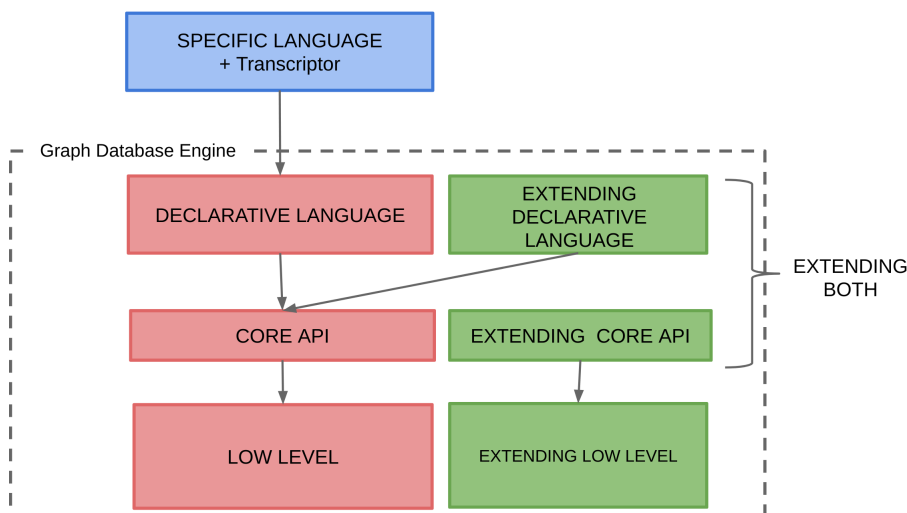 SPECIFIC LANGUAGE
+ Transcriptor
Graph Database Engine
DECLARATIVE LANGUAGE
EXTENDING
DECLARATIVE
LANGUAGE
EXTENDING
BOTH
CORE API
EXTENDING  CORE API
LOW LEVEL
EXTENDING LOW LEVEL